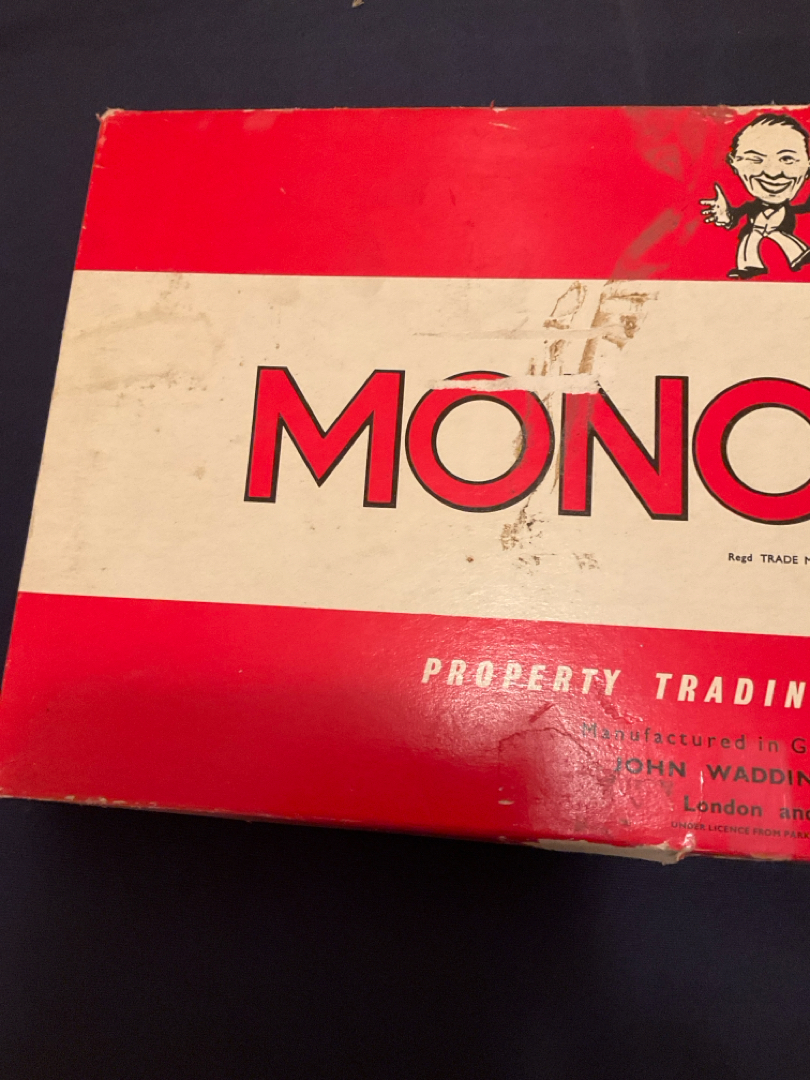 MONO
Regd TRADE M
PROPERTY TRADIN
Manufactured in G
JOHN WADDIN
London and
UNDER LICENCE FROM PARK